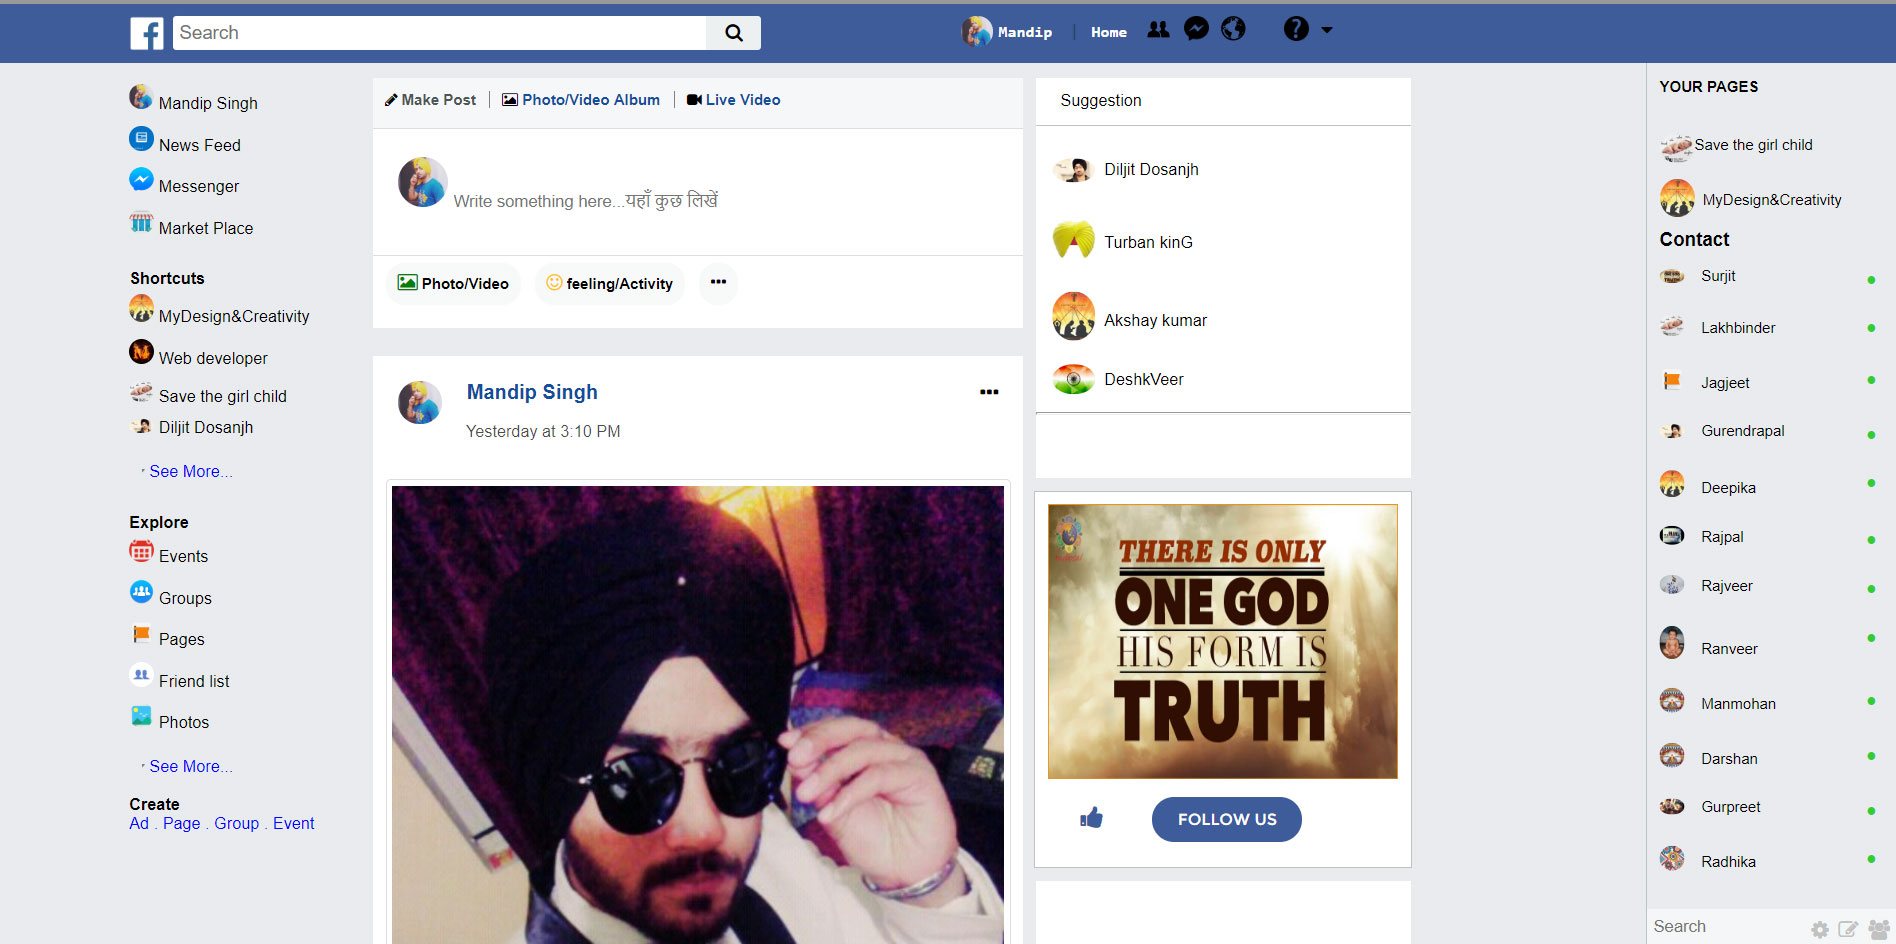 Search
Mandip
Home
Mandip Singh
News Feed
Messenger
Market Place
Shortcuts
MyDesign&Creativity
Web developer
Save the girl child
Diljit Dosanjh
See More...
Explore
Events
Groups
Pages
Friend list
Photos
See More...
Create
Ad . Page . Group . Event
Make Post
Photo/Video Album
Live Video
Write something here...यहाँ कुछ लिखें
Photo/Video
feeling/Activity
Mandip Singh
Yesterday at 3:10 PM
Suggestion
Diljit Dosanjh
Turban kinG
Akshay kumar
DeshkVeer
THERE IS ONLY
ONE GOD
HIS FORM IS
TRUTH
FOLLOW US
YOUR PAGES
Save the girl child
MyDesign&Creativity
Contact
Surjit
Lakhbinder
Jagjeet
Gurendrapal
Deepika
Rajpal
Rajveer
Ranveer
Manmohan
Darshan
Gurpreet
Radhika
Search